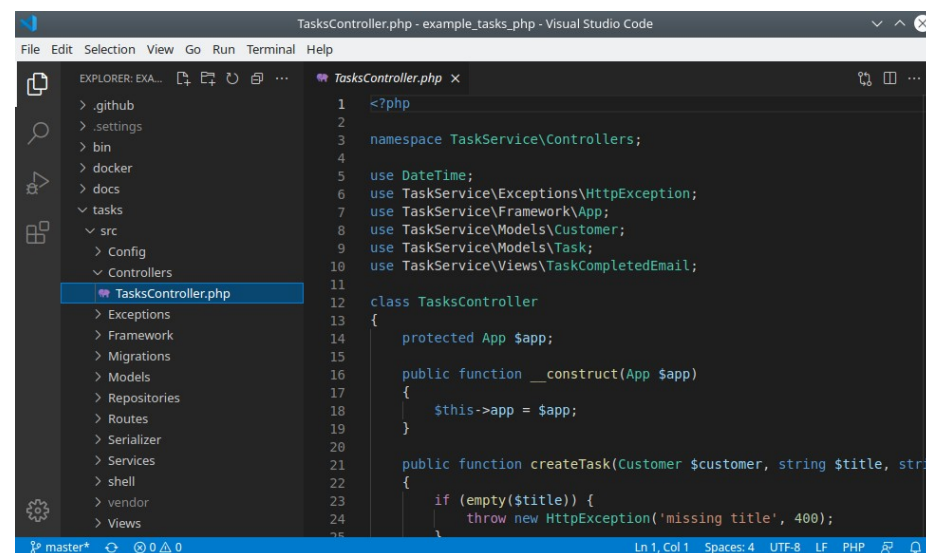 TasksController.php - example_tasks_php - Visual Studio Code
File Edit Selection View Go Run Terminal Help
EXPLORER: EXA...
.github
.settings
bin
docker
docs
tasks
src
Config
Controllers
TasksController.php
Exceptions
Framework
Migrations
Models
Repositories
Routes
Serializer
Services
shell
vendor
Views
TasksController.php
1 <?php
2
3 namespace TaskService\Controllers;
4
5 use DateTime;
6 use TaskService\Exceptions\HttpException;
7 use TaskService\Framework\App;
8 use TaskService\Models\Customer;
9 use TaskService\Models\Task;
10 use TaskService\Views\TaskCompletedEmail;
11
12 class TasksController
13 {
14 protected App $app;
15
16 public function __construct(App $app)
17 {
18 $this->app = $app;
19 }
20
21 public function createTask(Customer $customer, string $title, stri
22 {
23 if (empty($title)) {
24 throw new HttpException('missing title', 400);
25 }
master* 0 0 Ln 1, Col 1 Spaces: 4 UTF-8 LF PHP